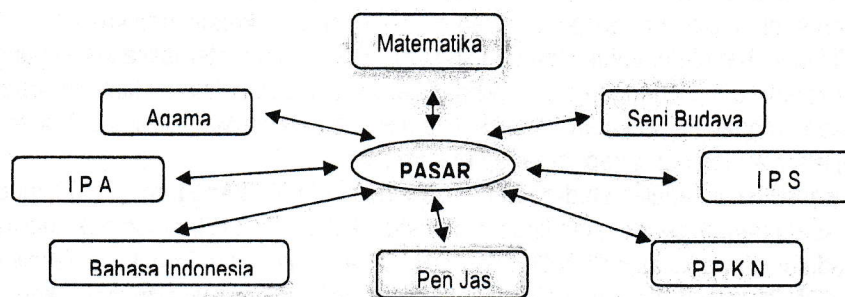 Matematika
Agama
Seni Budaya
PASAR
I P A
I P S
Bahasa Indonesia
Pen Jas
P P K N